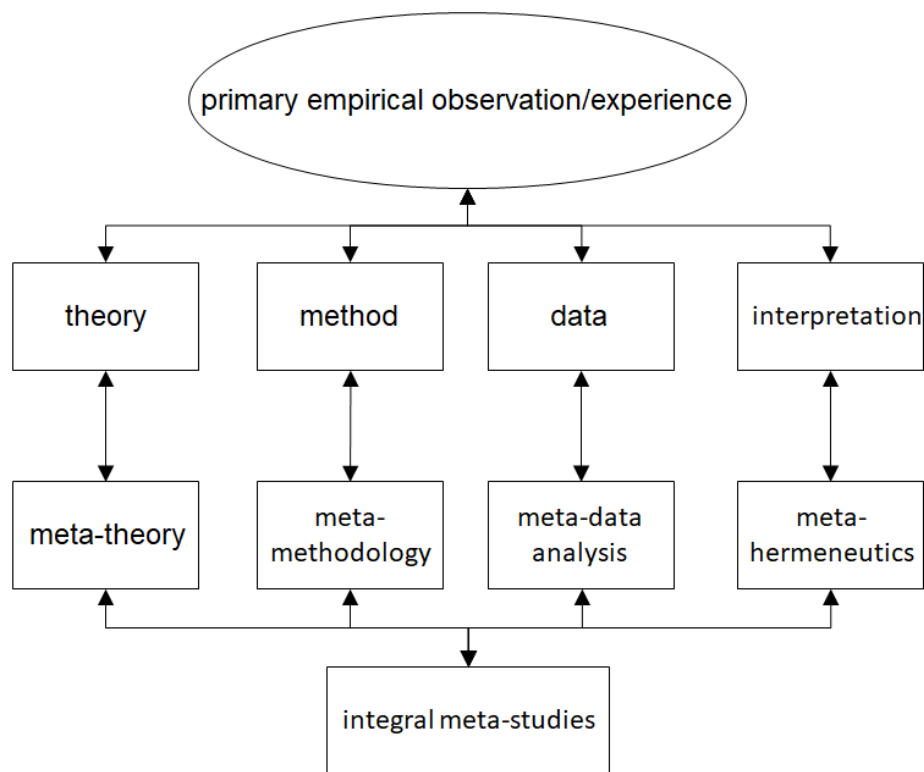 primary empirical observation/experience
theory
method
data
interpretation
meta-theory
meta-
methodology
meta-data
analysis
meta-
hermeneutics
integral meta-studies